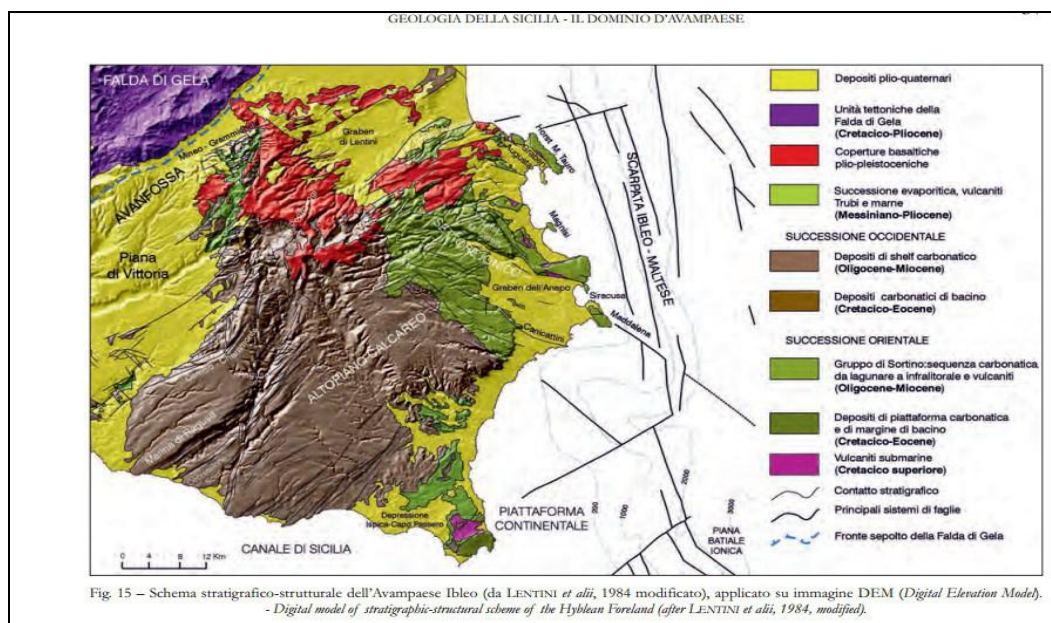 GEOLOGIA DELLA SICILIA - IL DOMINIO D'AVAMPAESE
FALDA DI GELA
AVANFOSSA
Piana
di Vittoria
Graben
di Lentini
Horst M. Tauro
Augusta
Magnisi
Graben dell'Anapo
Siracusa
Maddalena
Canicattini
ALTOPIANO CALCAREO
SCARPATA IBLEO - MALTESE
Depressione
Ispica-Capo Passero
PIATTAFORMA
CONTINENTALE
CANALE DI SICILIA
1000
2000
3000
PIANA
BATIALE
IONICA
0 4 8 12 Km
Depositi plio-quaternari
Unità tettoniche della
Falda di Gela
(Cretacico-Pliocene)
Coperture basaltiche
plio-pleistoceniche
Successione evaporitica, vulcaniti
Trubi e marne
(Messiniano-Pliocene)
SUCCESSIONE OCCIDENTALE
Depositi di shelf carbonatico
(Oligocene-Miocene)
Depositi carbonatici di bacino
(Cretacico-Eocene)
SUCCESSIONE ORIENTALE
Gruppo di Sortino:sequenza carbonatica
da lagunare a infralitorale e vulcaniti
(Oligocene-Miocene)
Depositi di piattaforma carbonatica
e di margine di bacino
(Cretacico-Eocene)
Vulcaniti submarine
(Cretacico superiore)
Contatto stratigrafico
Principali sistemi di faglie
Fronte sepolto della Falda di Gela
Fig. 15 – Schema stratigrafico-strutturale dell'Avampaese Ibleo (da LENTINI et alii, 1984 modificato), applicato su immagine DEM (Digital Elevation Model).
- Digital model of stratigraphic-structural scheme of the Hyblean Foreland (after LENTINI et alii, 1984, modified).